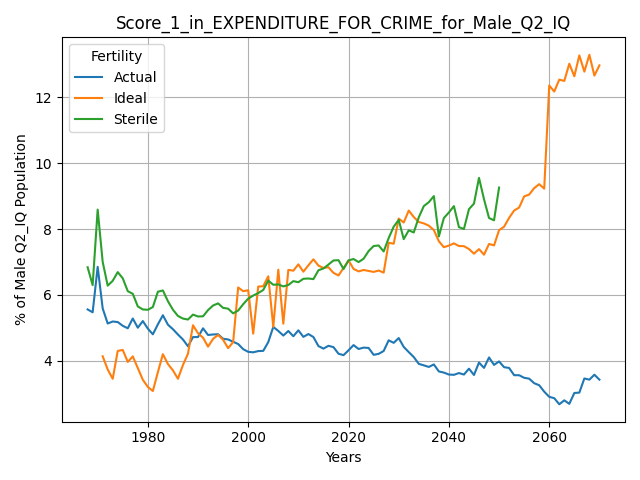 Score_1_in_EXPENDITURE_FOR_CRIME_for_Male_Q2_IQ
Fertility
Actual
Ideal
Sterile
% of Male Q2_IQ Population
12
10
8
6
4
1980
2000
2020
2040
2060
Years